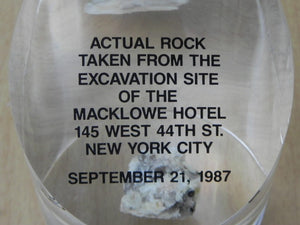 ACTUAL ROCK
TAKEN FROM THE
EXCAVATION SITE
OF THE
MACKLOWE HOTEL
145 WEST 44TH ST.
NEW YORK CITY
SEPTEMBER 21, 1987